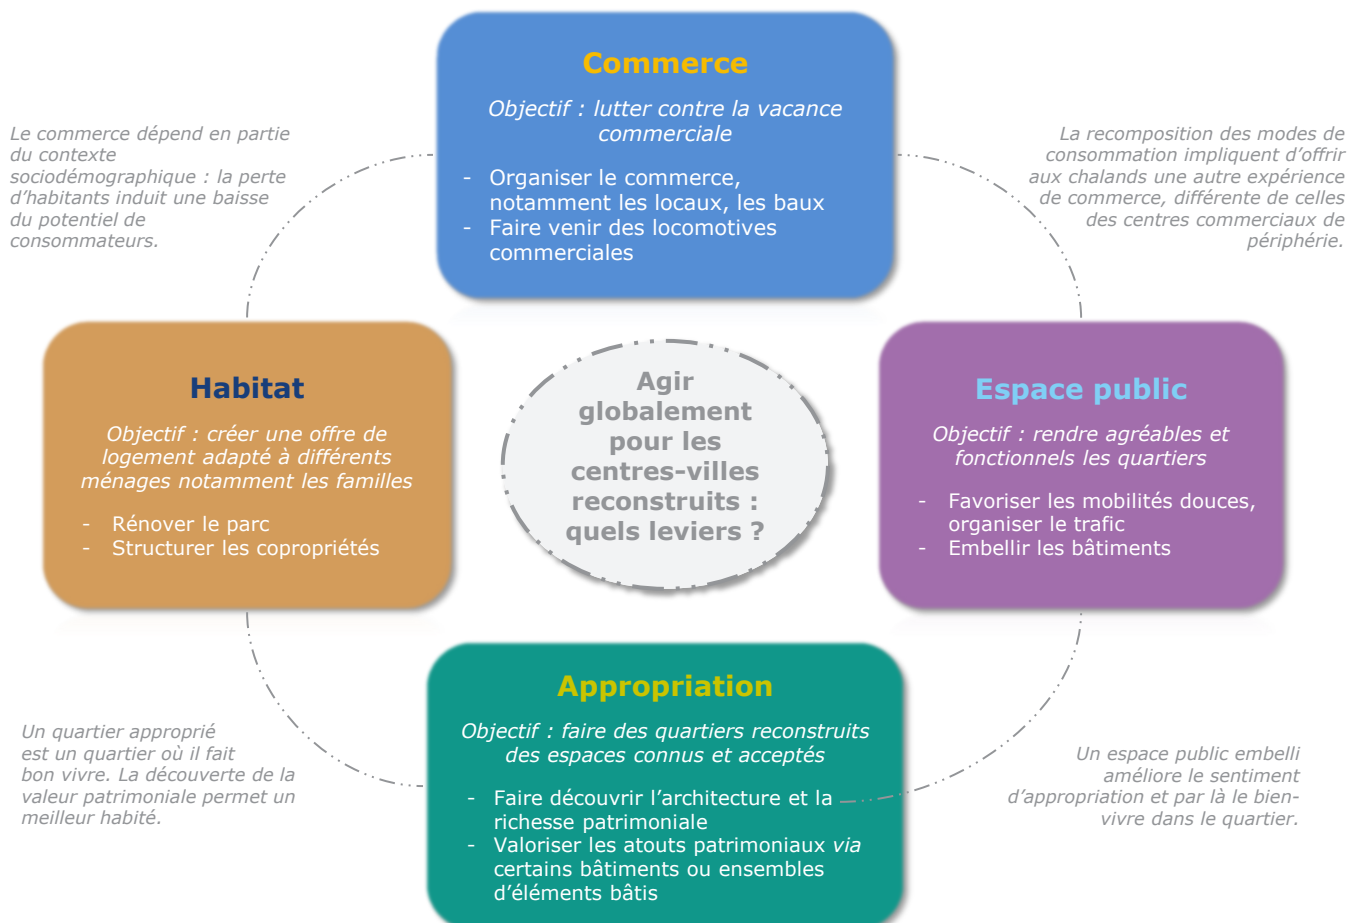 Commerce
Objectif : lutter contre la vacance
commerciale
- Organiser le commerce,
notamment les locaux, les baux
- Faire venir des locomotives
commerciales
Le commerce dépend en partie
du contexte
sociodémographique : la perte
d’habitants induit une baisse
du potentiel de
consommateurs.
La recomposition des modes de
consommation impliquent d’offrir
aux chalands une autre expérience
de commerce, différente de celles
des centres commerciaux de
périphérie.
Habitat
Objectif : créer une offre de
logement adapté à différents
ménages notamment les familles
- Rénover le parc
- Structurer les copropriétés
Agir
globalement
pour les
centres-villes
reconstruits :
quels leviers ?
Espace public
Objectif : rendre agréables et
fonctionnels les quartiers
- Favoriser les mobilités douces,
organiser le trafic
- Embellir les bâtiments
Appropriation
Objectif : faire des quartiers reconstruits
des espaces connus et acceptés
- Faire découvrir l’architecture et la
richesse patrimoniale
- Valoriser les atouts patrimoniaux via
certains bâtiments ou ensembles
d’éléments bâtis
Un quartier approprié
est un quartier où il fait
bon vivre. La découverte de la
valeur patrimoniale permet un
meilleur habité.
Un espace public embelli
améliore le sentiment
d’appropriation et par là le bien-
vivre dans le quartier.